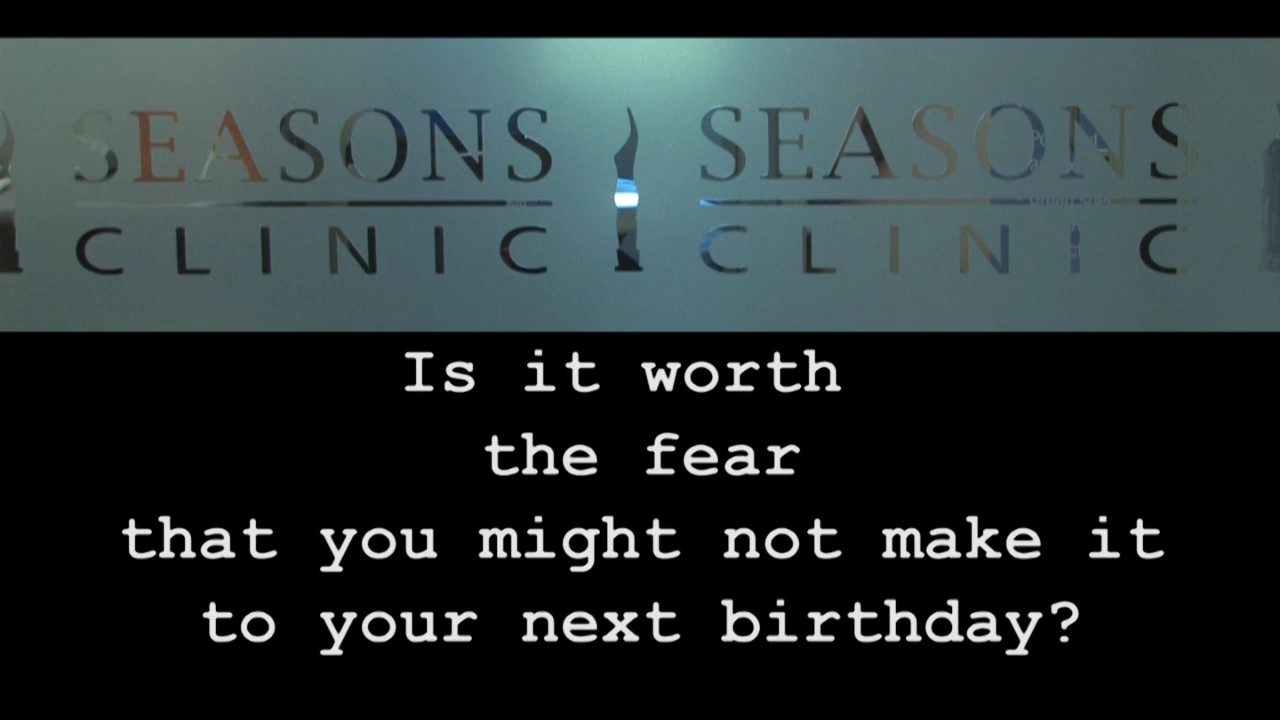 SEASONS SEASONS
CLINIC CLINIC
Is it worth
the fear
that you might not make it
to your next birthday?